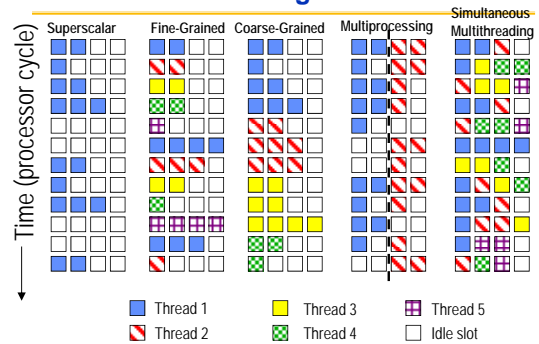 Superscalar
Fine-Grained
Coarse-Grained
Multiprocessing
Simultaneous
Multithreading
Time (processor cycle)
Thread 1
Thread 3
Thread 5
Thread 2
Thread 4
Idle slot